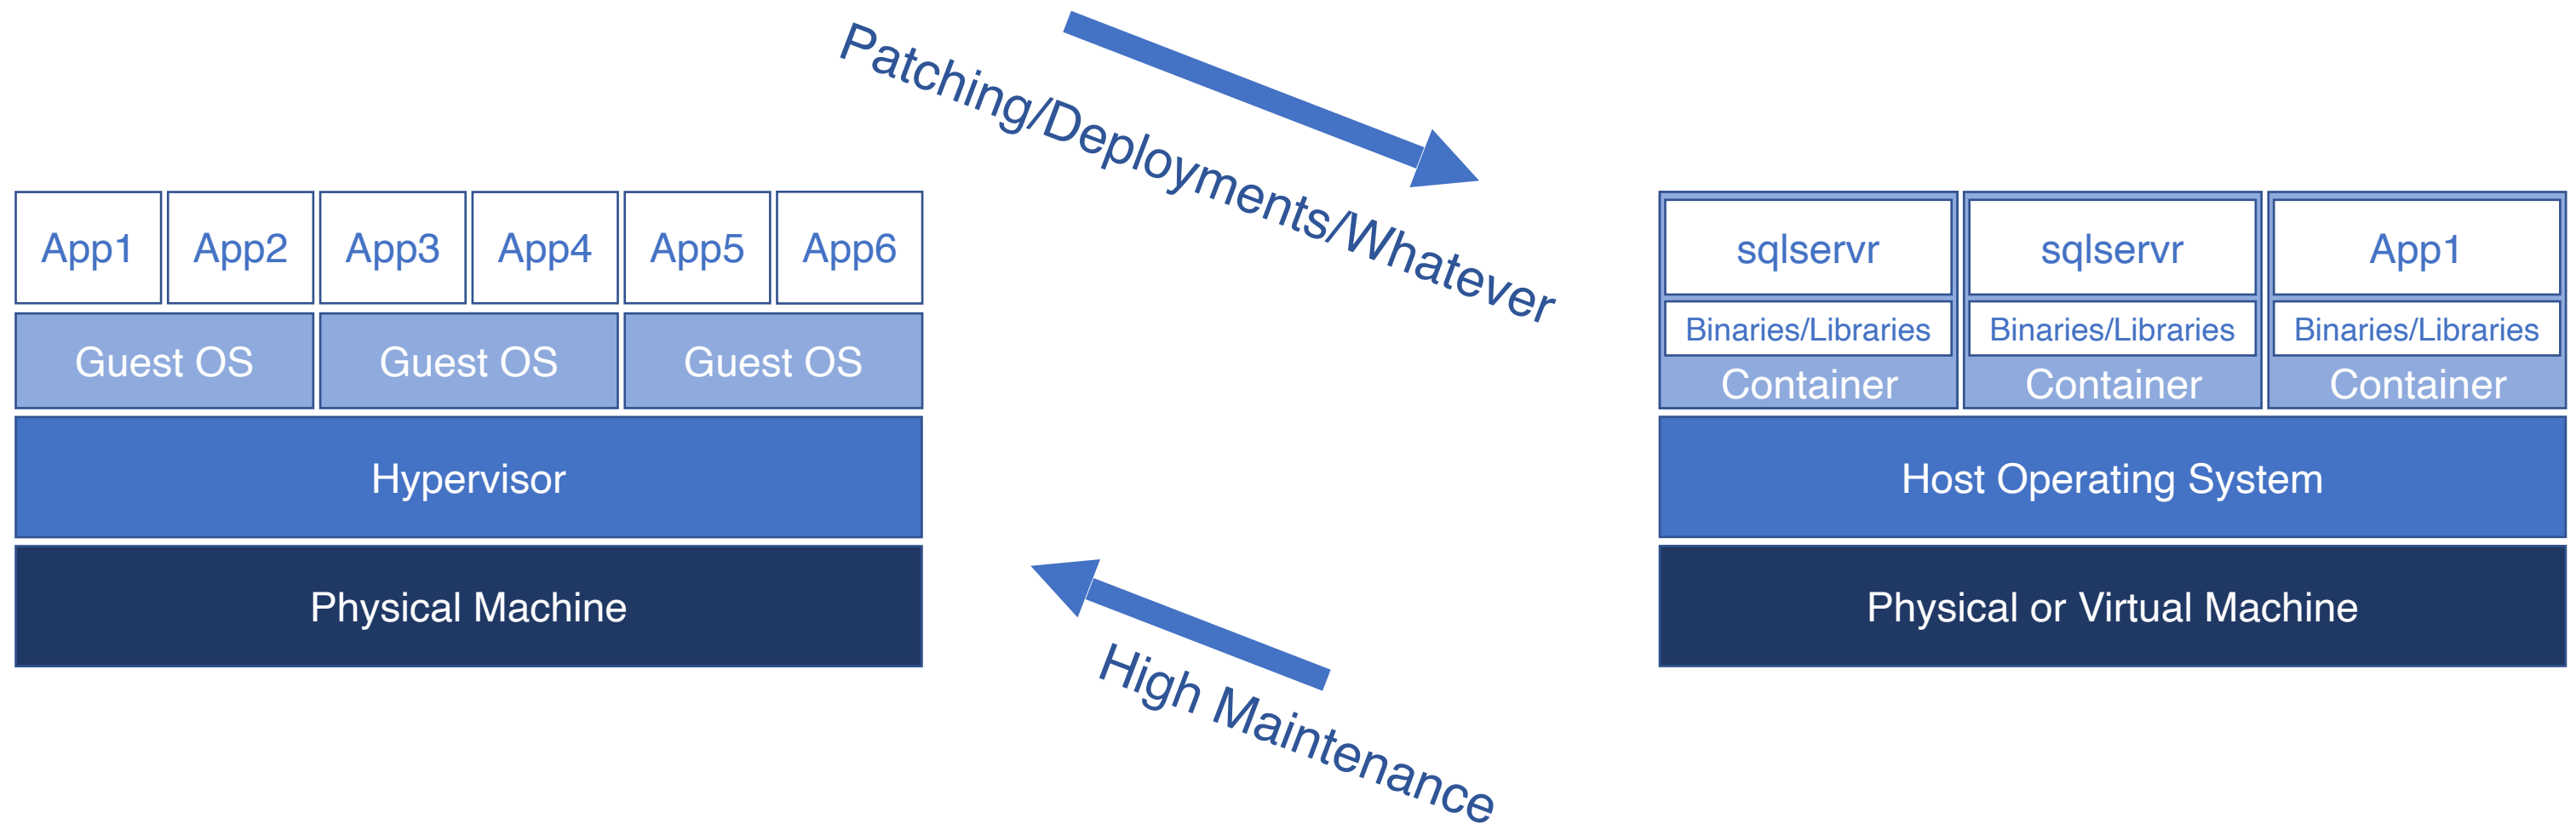 Patching/Deployments/Whatever
App1 App2 App3 App4 App5 App6
Guest OS Guest OS Guest OS
Hypervisor
Physical Machine
High Maintenance
sqlservr sqlservr App1
Binaries/Libraries Binaries/Libraries Binaries/Libraries
Container Container Container
Host Operating System
Physical or Virtual Machine